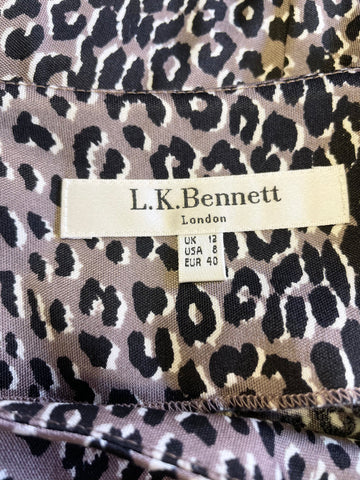 L.K.Bennett
London
UK 12
USA 8
EUR 40